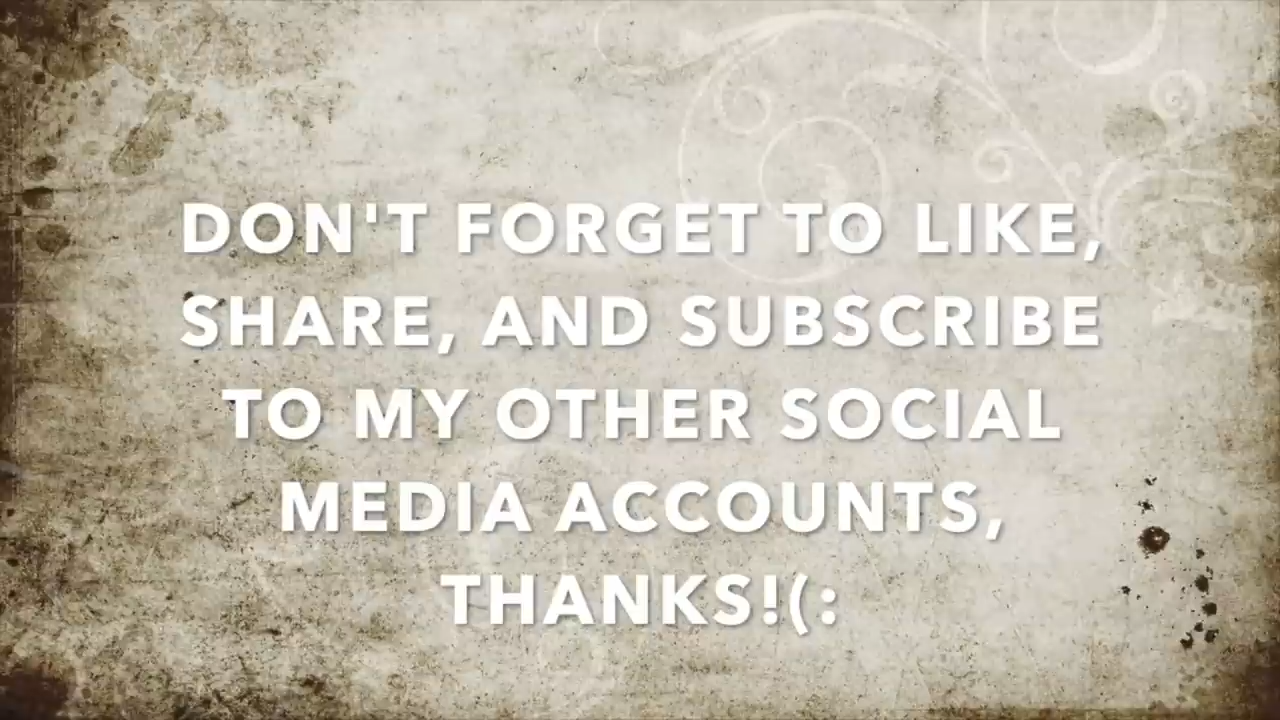 DON'T FORGET TO LIKE,
SHARE, AND SUBSCRIBE
TO MY OTHER SOCIAL
MEDIA ACCOUNTS,
THANKS!(: